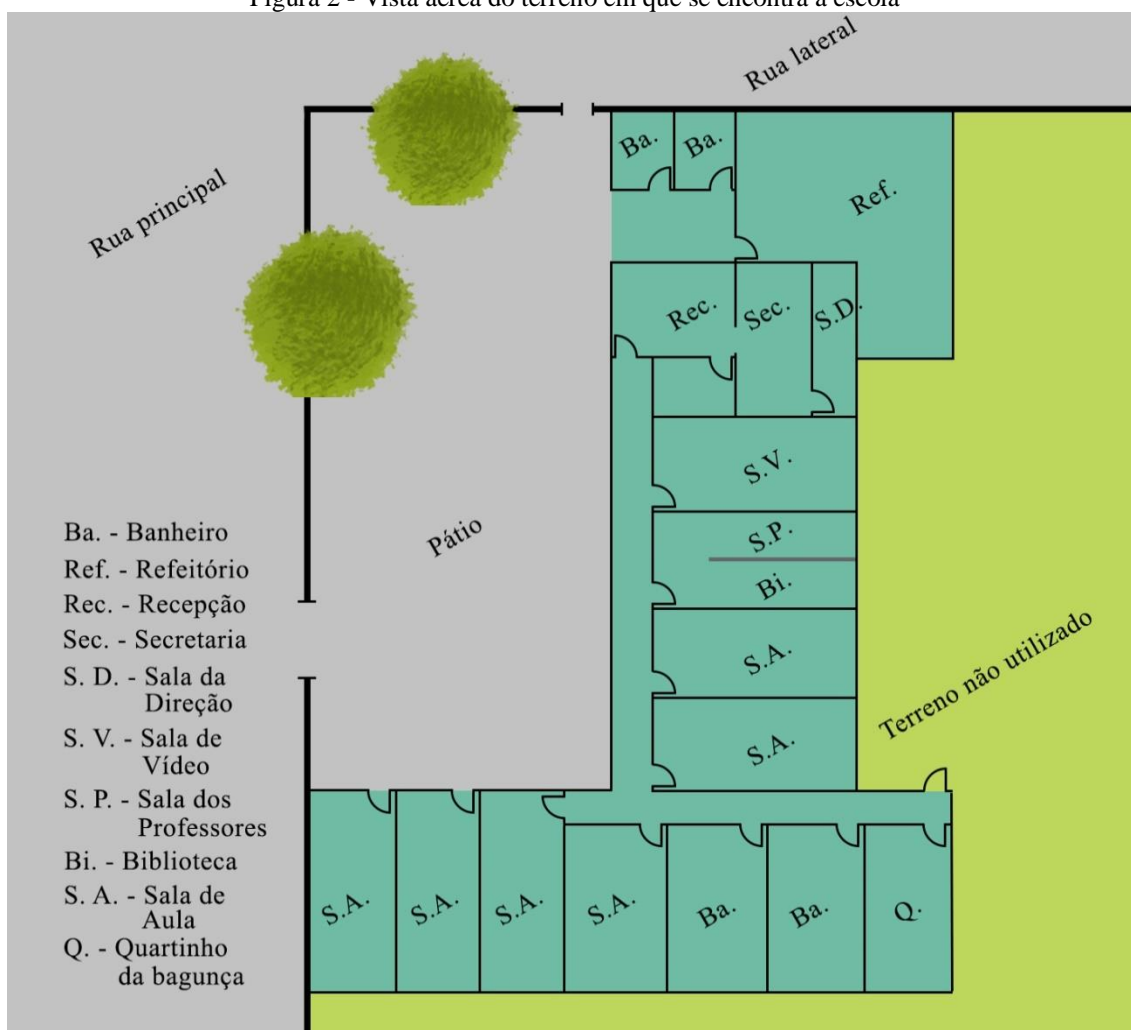 Figura 2 - Vista aérea do terreno em que se encontra a escola
Rua lateral
Rua principal
Ba.
Ba.
Ref.
Rec.
Sec.
S.D.
S.V.
Pátio
S.P.
Bi.
S.A.
S.A.
Terreno não utilizado
Ba. - Banheiro
Ref. - Refeitório
Rec. - Recepção
Sec. - Secretaria
S. D. - Sala da
Direção
S. V. - Sala de
Vídeo
S. P. - Sala dos
Professores
Bi. - Biblioteca
S. A. - Sala de
Aula
Q. - Quartinho
da bagunça
S.A.
S.A.
S.A.
S.A.
Ba.
Ba.
Q.